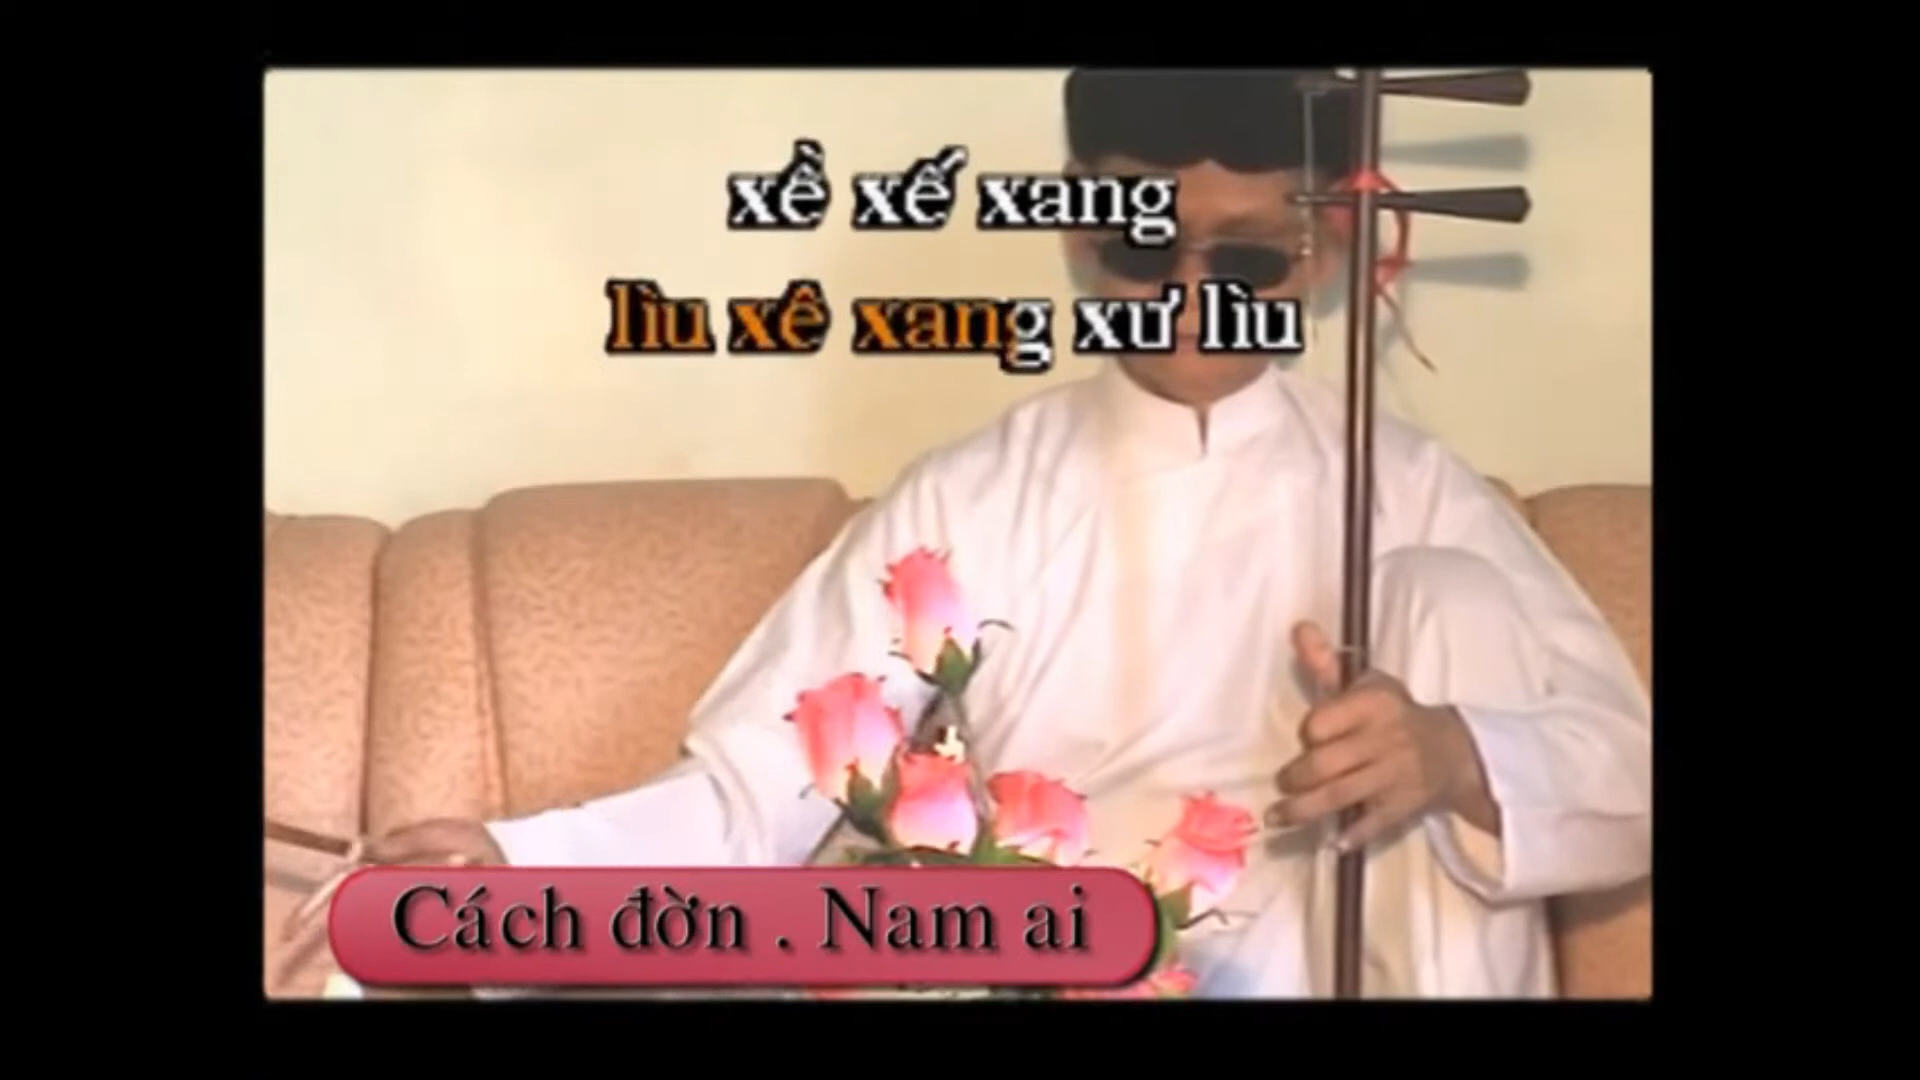 xề xế xang
lìu xê xang xư lìu
Cách đờn . Nam ai